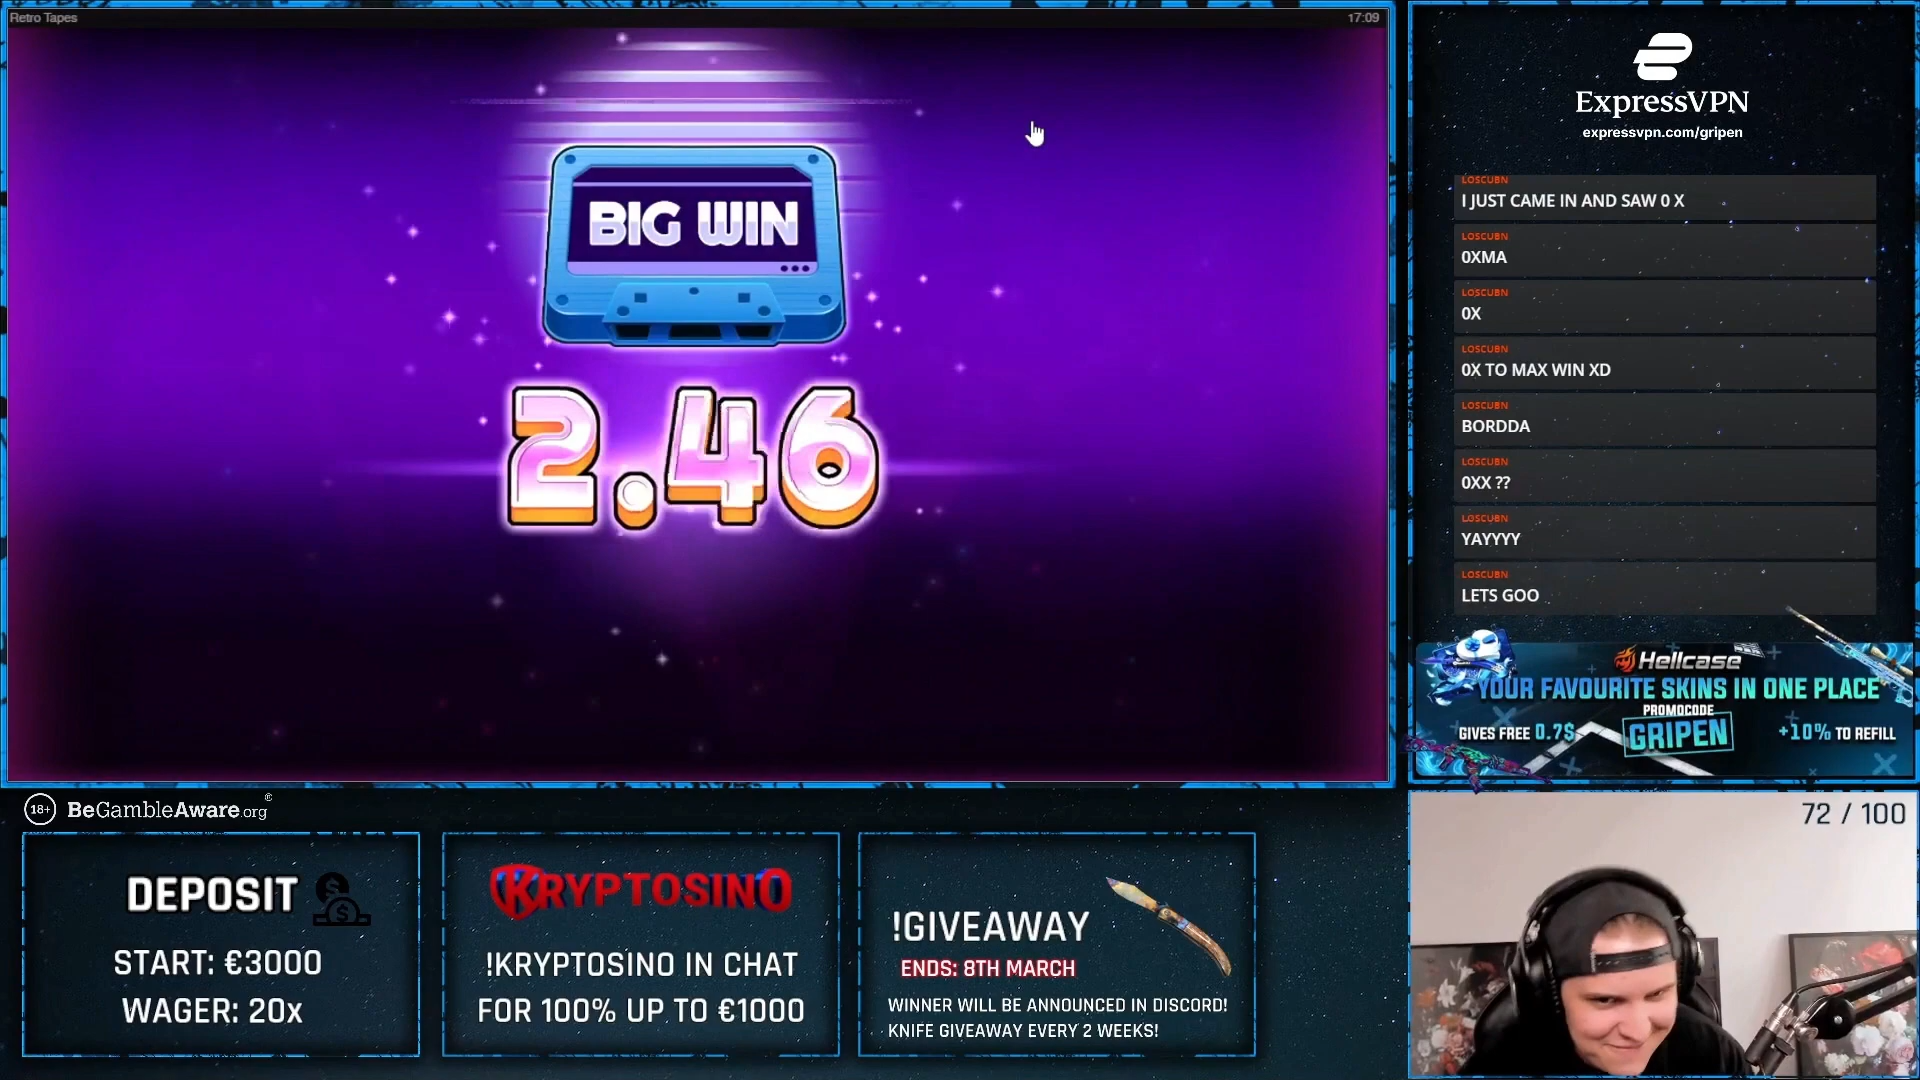 Retro Tapes
17:09
BIG WIN
2.46
ExpressVPN
expressvpn.com/gripen
LOSCUBN
I JUST CAME IN AND SAW 0 X
LOSCUBN
0XMA
LOSCUBN
0X
LOSCUBN
0X TO MAX WIN XD
LOSCUBN
BORDDA
LOSCUBN
0XX ??
LOSCUBN
YAYYYY
LOSCUBN
LETS GOO
Hellcase
YOUR FAVOURITE SKINS IN ONE PLACE
PROMOCODE
GIVES FREE 0.7$
GRIPEN
+10% TO REFILL
18+ BeGambleAware.org®
DEPOSIT
START: €3000
WAGER: 20x
KRYPTOSINO
!KRYPTOSINO IN CHAT
FOR 100% UP TO €1000
!GIVEAWAY
ENDS: 8TH MARCH
WINNER WILL BE ANNOUNCED IN DISCORD!
KNIFE GIVEAWAY EVERY 2 WEEKS!
72 / 100